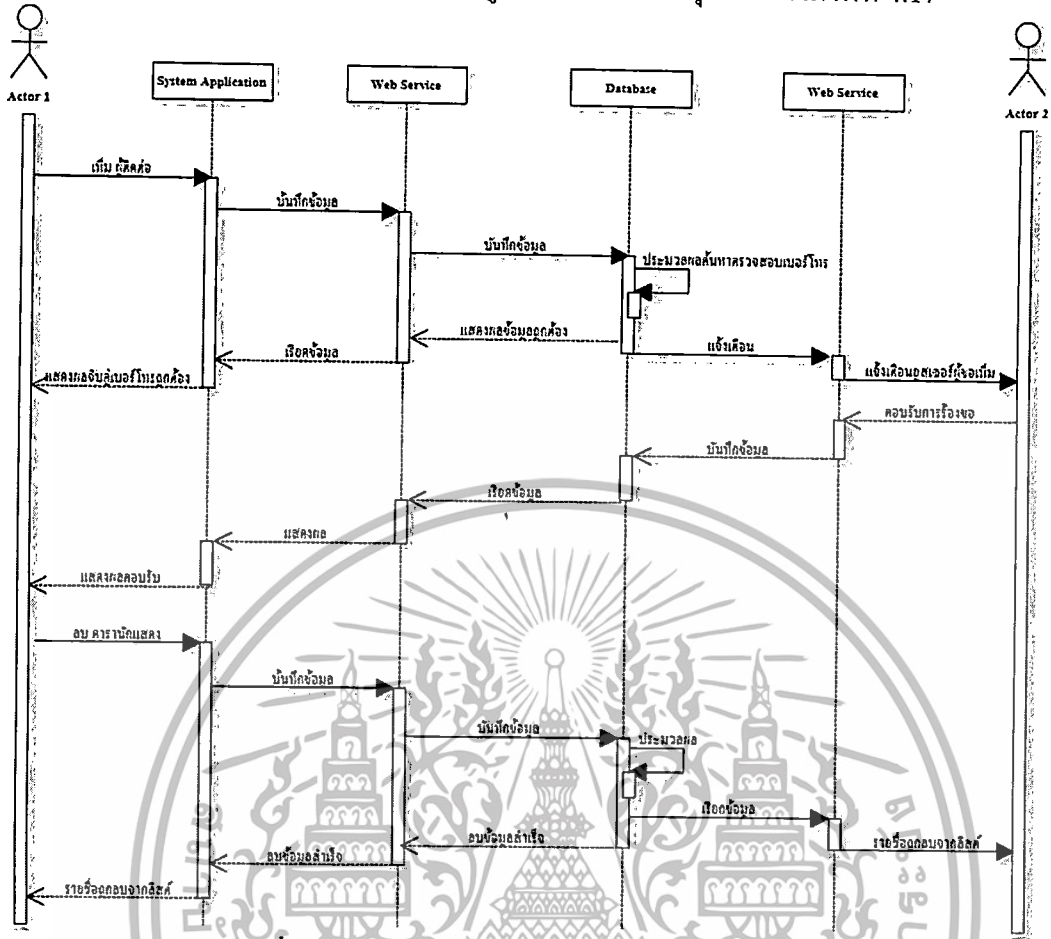 Actor 1
System Application
Web Service
Database
Web Service
Actor 2
เพิ่ม ผู้ติดต่อ
บันทึกข้อมูล
บันทึกข้อมูล
ประมวลผลค้นหาตรวจสอบเบอร์โทร
แสดงผลข้อมูลถูกต้อง
แจ้งเตือน
เรียกข้อมูล
แจ้งเตือนยูสเซอร์ผู้ขอเพิ่ม
แสดงผลจับคู่เบอร์โทรถูกต้อง
ตอบรับการร้องขอ
บันทึกข้อมูล
เรียกข้อมูล
แสดงผล
แสดงผลตอบรับ
ลบ ดารานักแสดง
บันทึกข้อมูล
บันทึกข้อมูล
ประมวลผล
เรียกข้อมูล
ลบข้อมูลสำเร็จ
รายชื่อถูกลบจากลิสต์
ลบข้อมูลสำเร็จ
รายชื่อถูกลบจากลิสต์